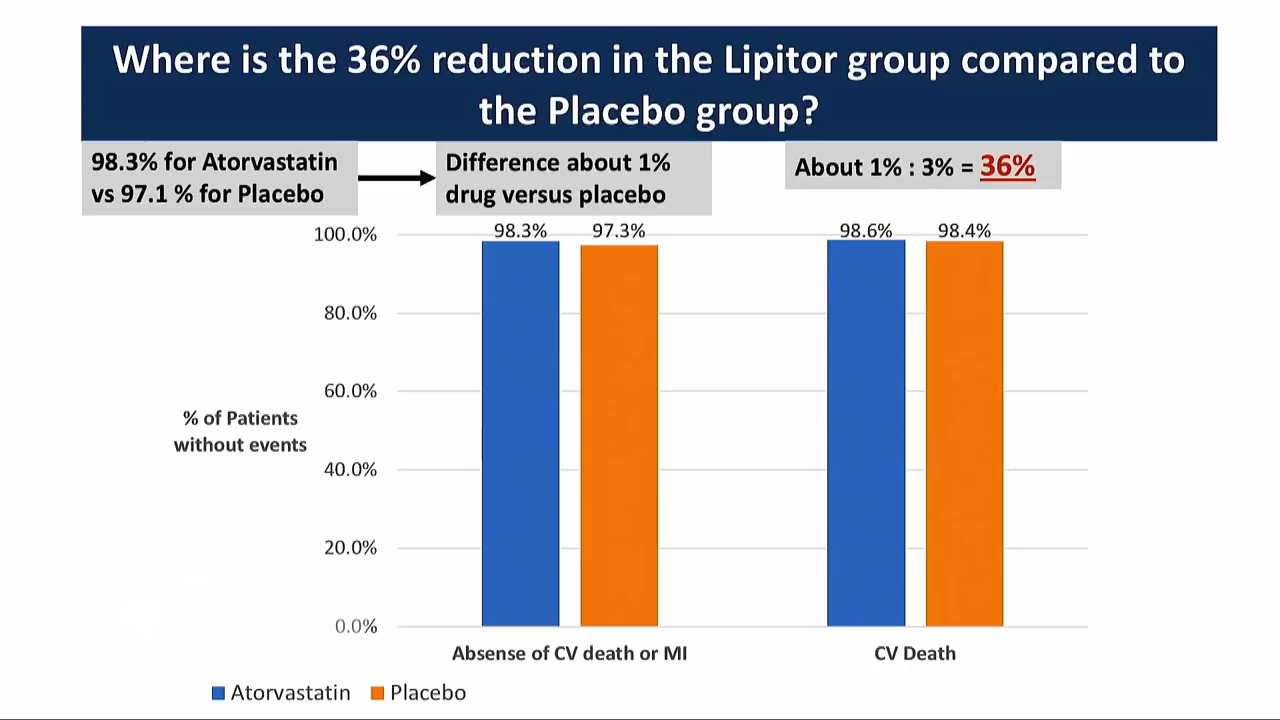 Where is the 36% reduction in the Lipitor group compared to
the Placebo group?
98.3% for Atorvastatin
vs 97.1 % for Placebo
Difference about 1%
drug versus placebo
About 1% : 3% = 36%
98.3%
97.3%
98.6%
98.4%
100.0%
80.0%
60.0%
% of Patients
without events
40.0%
20.0%
0.0%
Absense of CV death or MI
CV Death
Atorvastatin
Placebo